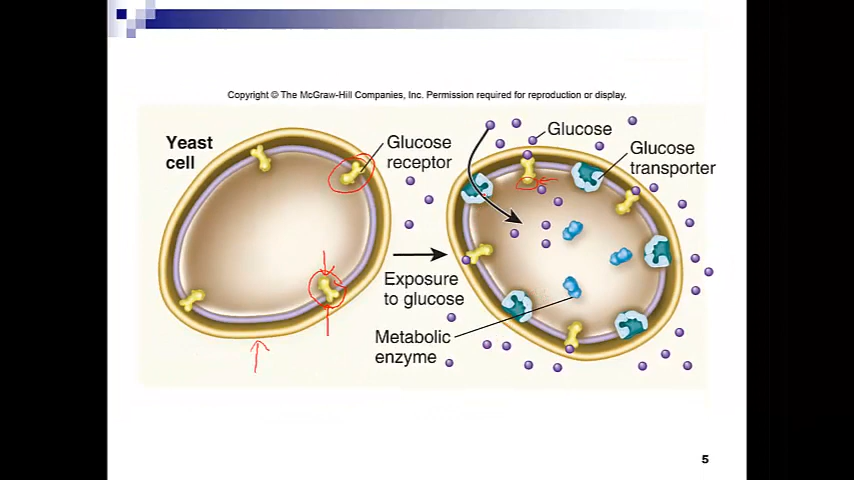 Copyright © The McGraw-Hill Companies, Inc. Permission required for reproduction or display.
Yeast
cell
Glucose
receptor
Glucose
Glucose
transporter
Exposure
to glucose
Metabolic
enzyme
5